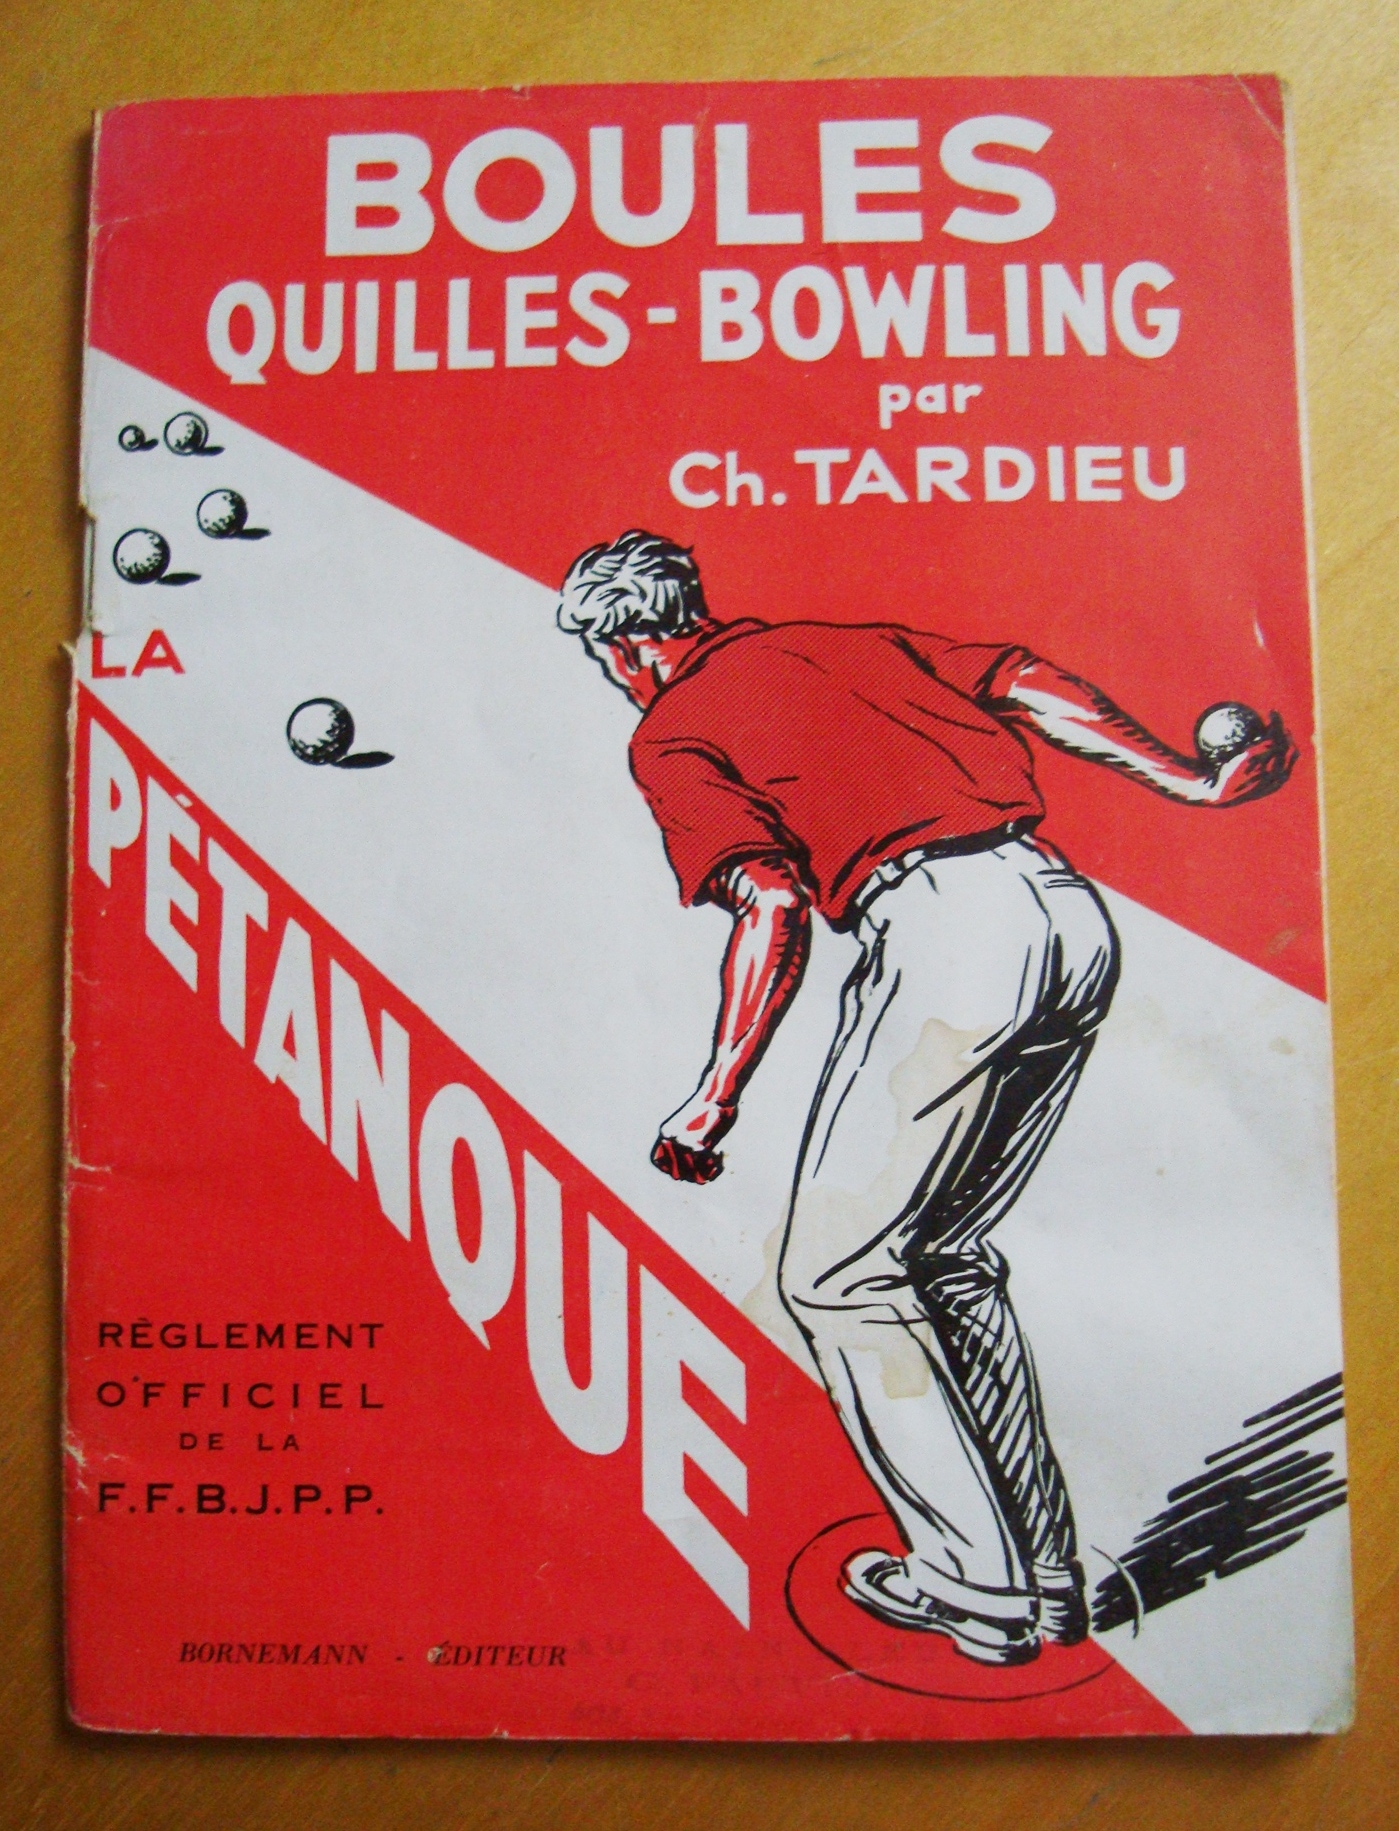 BOULES
QUILLES - BOWLING
par
Ch. TARDIEU
LA
PÉTANQUE
RÈGLEMENT
OFFICIEL
DE LA
F.F.B.J.P.P.
BORNEMANN - ÉDITEUR